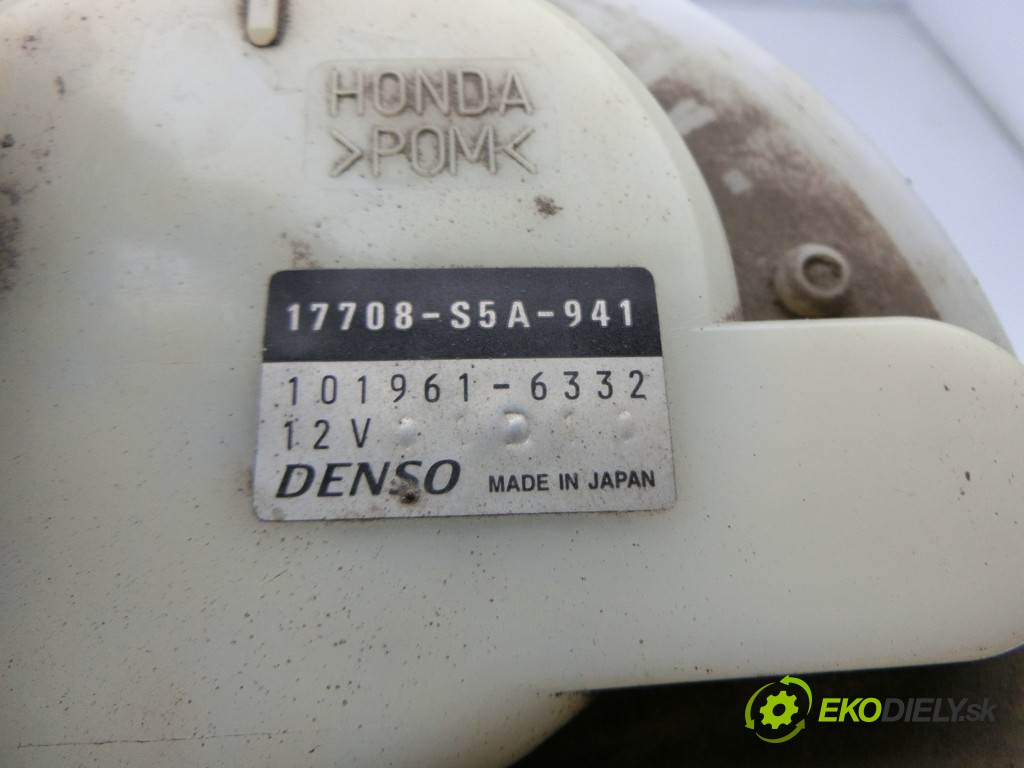 HONDA
>POM<
17708-S5A-941
101961-6332
12V
DENSO MADE IN JAPAN
EKODIELY.sk